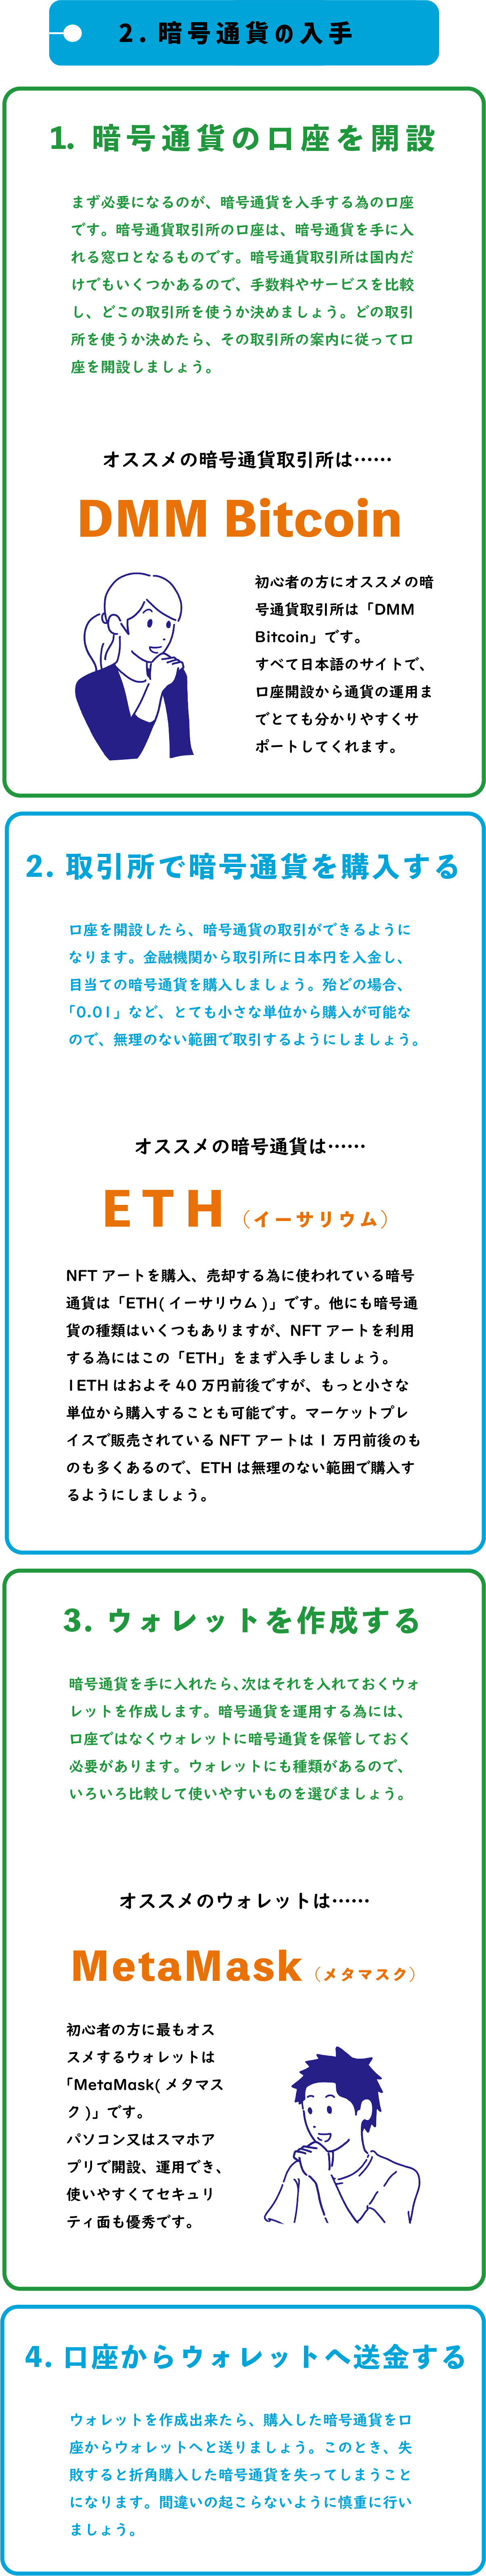 2. 暗号通貨の入手
1. 暗号通貨の口座を開設
まず必要になるのが、暗号通貨を入手する為の口座
です。暗号通貨取引所の口座は、暗号通貨を手に入
れる窓口となるものです。暗号通貨取引所は国内だ
けでもいくつかあるので、手数料やサービスを比較
し、どこの取引所を使うか決めましょう。どの取引
所を使うか決めたら、その取引所の案内に従って口
座を開設しましょう。
オススメの暗号通貨取引所は……
DMM Bitcoin
初心者の方にオススメの暗
号通貨取引所は「DMM
Bitcoin」です。
すべて日本語のサイトで、
口座開設から通貨の運用ま
でとても分かりやすくサ
ポートしてくれます。
2. 取引所で暗号通貨を購入する
口座を開設したら、暗号通貨の取引ができるように
なります。金融機関から取引所に日本円を入金し、
目当ての暗号通貨を購入しましょう。殆どの場合、
「0.01」など、とても小さな単位から購入が可能な
ので、無理のない範囲で取引するようにしましょう。
オススメの暗号通貨は……
ETH（イーサリウム）
NFT アートを購入、売却する為に使われている暗号
通貨は「ETH( イーサリウム )」です。他にも暗号通
貨の種類はいくつもありますが、NFT アートを利用
する為にはこの「ETH」をまず入手しましょう。
1ETH はおよそ 40 万円前後ですが、もっと小さな
単位から購入することも可能です。マーケットプレ
イスで販売されている NFT アートは 1 万円前後のも
のも多くあるので、ETH は無理のない範囲で購入す
るようにしましょう。
3. ウォレットを作成する
暗号通貨を手に入れたら、次はそれを入れておくウォ
レットを作成します。暗号通貨を運用する為には、
口座ではなくウォレットに暗号通貨を保管しておく
必要があります。ウォレットにも種類があるので、
いろいろ比較して使いやすいものを選びましょう。
オススメのウォレットは……
MetaMask（メタマスク）
初心者の方に最もオス
スメするウォレットは
「MetaMask( メタマス
ク )」です。
パソコン又はスマホア
プリで開設、運用でき、
使いやすくてセキュリ
ティ面も優秀です。
4. 口座からウォレットへ送金する
ウォレットを作成出来たら、購入した暗号通貨を口
座からウォレットへと送りましょう。このとき、失
敗すると折角購入した暗号通貨を失ってしまうこと
になります。間違いの起こらないように慎重に行い
ましょう。